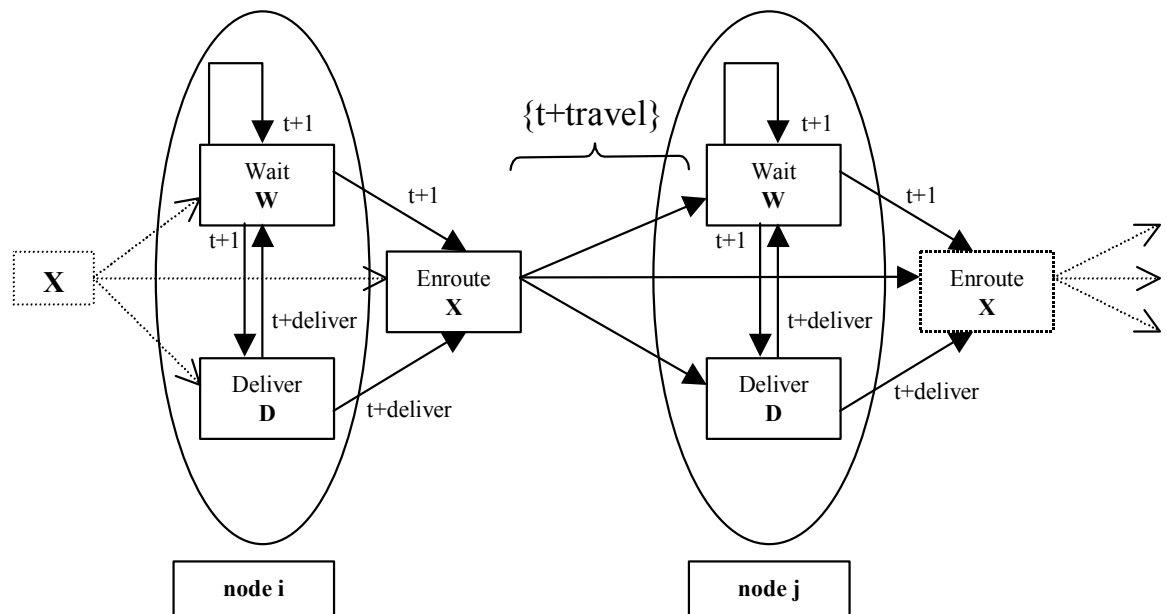 {t+travel}
t+1
t+1
Wait
W
Wait
W
t+1
t+1
t+1
t+1
X
Enroute
X
Enroute
X
t+deliver
t+deliver
Deliver
D
Deliver
D
t+deliver
t+deliver
node i
node j